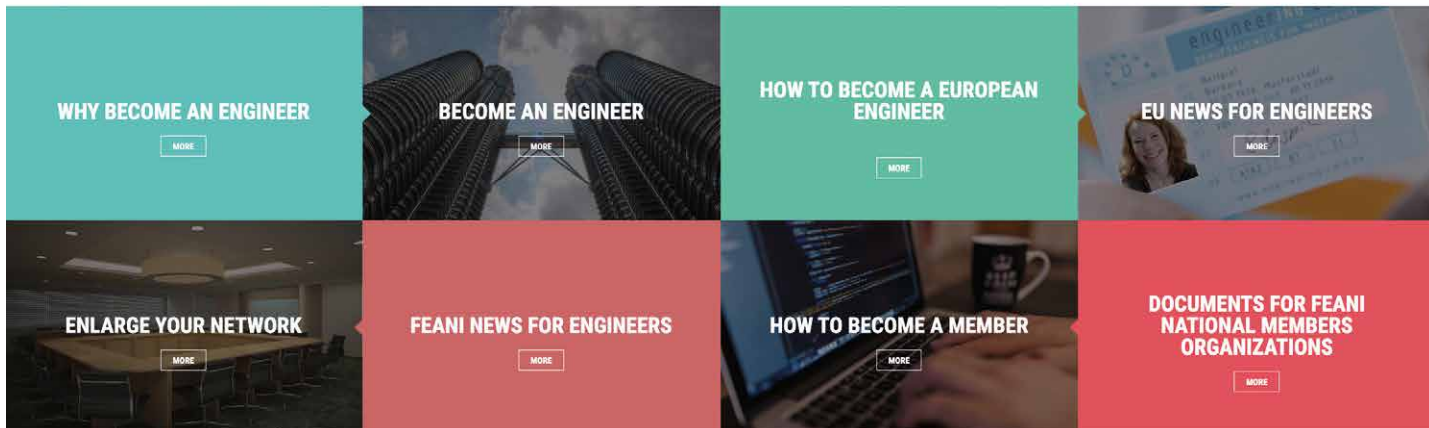 WHY BECOME AN ENGINEER
MORE
BECOME AN ENGINEER
MORE
HOW TO BECOME A EUROPEAN
ENGINEER
MORE
engineerING
EU NEWS FOR ENGINEERS
MORE
ENLARGE YOUR NETWORK
MORE
FEANI NEWS FOR ENGINEERS
MORE
HOW TO BECOME A MEMBER
MORE
DOCUMENTS FOR FEANI
NATIONAL MEMBERS
ORGANIZATIONS
MORE